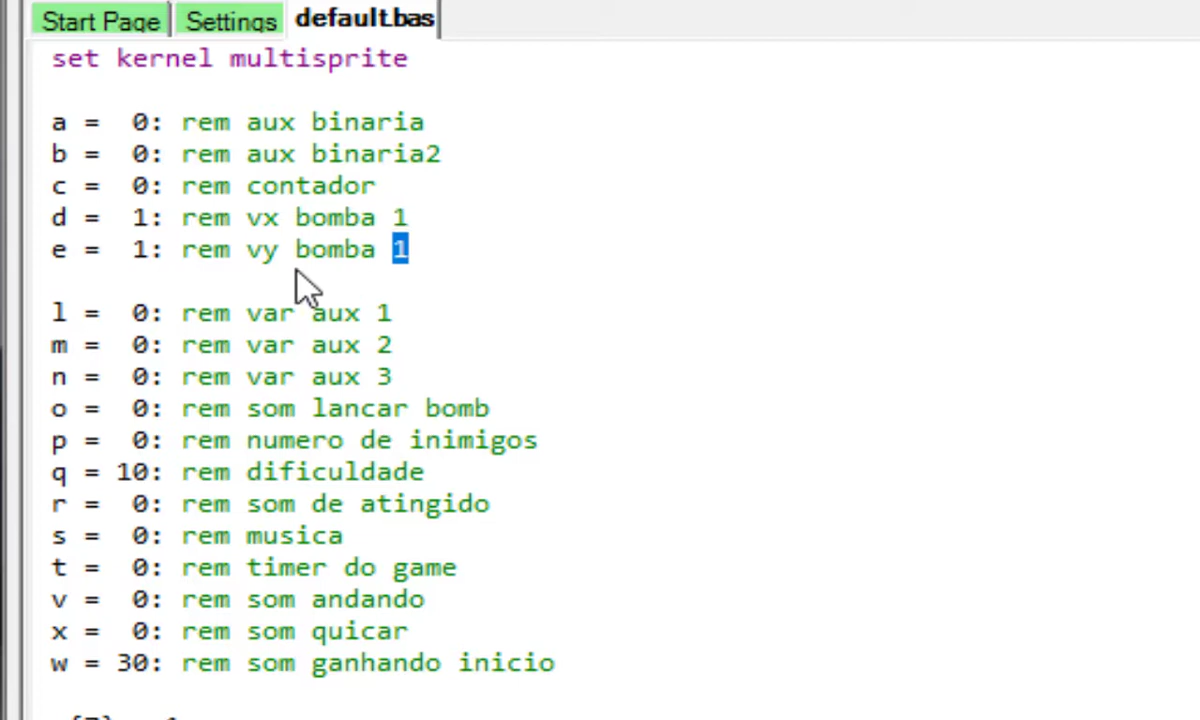 Start Page Settings default.bas
set kernel multisprite
a =  0: rem aux binaria
b =  0: rem aux binaria2
c =  0: rem contador
d =  1: rem vx bomba 1
e =  1: rem vy bomba 1
l =  0: rem var aux 1
m =  0: rem var aux 2
n =  0: rem var aux 3
o =  0: rem som lancar bomb
p =  0: rem numero de inimigos
q = 10: rem dificuldade
r =  0: rem som de atingido
s =  0: rem musica
t =  0: rem timer do game
v =  0: rem som andando
x =  0: rem som quicar
w = 30: rem som ganhando inicio